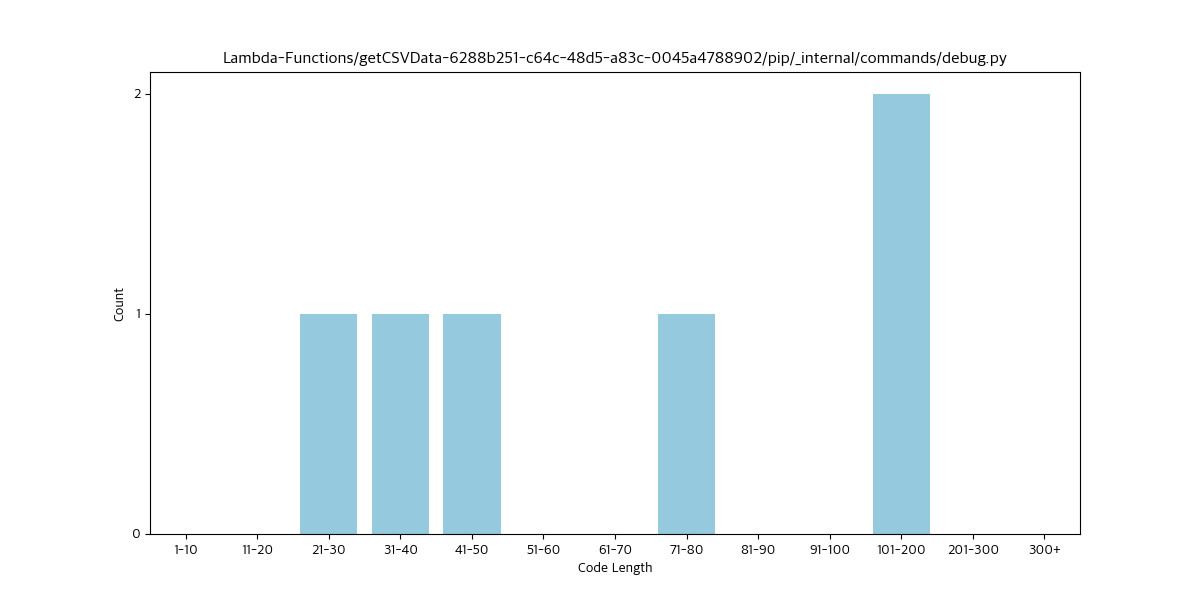 Lambda-Functions/getCSVData-6288b251-c64c-48d5-a83c-0045a4788902/pip/_internal/commands/debug.py
2
1
0
Count
1-10 11-20 21-30 31-40 41-50 51-60 61-70 71-80 81-90 91-100 101-200 201-300 300+
Code Length